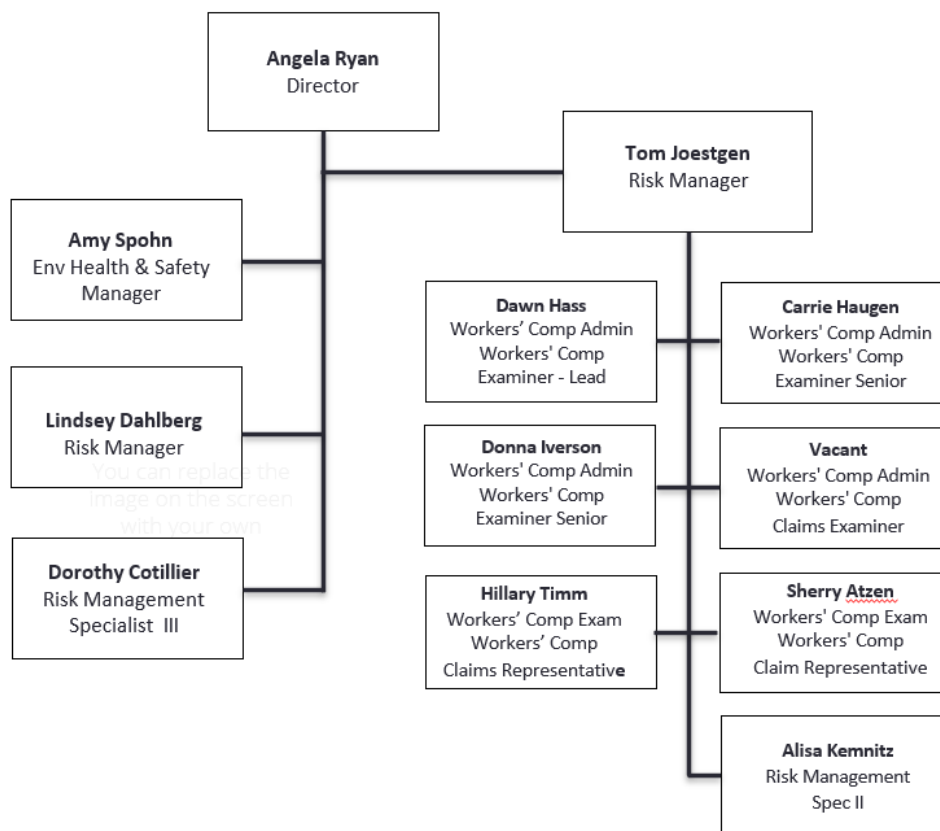 Angela Ryan
Director
Tom Joestgen
Risk Manager
Amy Spohn
Env Health & Safety
Manager
Lindsey Dahlberg
Risk Manager
You can replace the
image on the screen
with your own
Dorothy Cotillier
Risk Management
Specialist III
Dawn Hass
Workers’ Comp Admin
Workers' Comp
Examiner - Lead
Carrie Haugen
Workers' Comp Admin
Workers' Comp
Examiner Senior
Donna Iverson
Workers' Comp Admin
Workers' Comp
Examiner Senior
Vacant
Workers' Comp Admin
Workers' Comp
Claims Examiner
Hillary Timm
Workers’ Comp Exam
Workers’ Comp
Claims Representative
Sherry Atzen
Workers' Comp Exam
Workers' Comp
Claim Representative
Alisa Kemnitz
Risk Management
Spec II